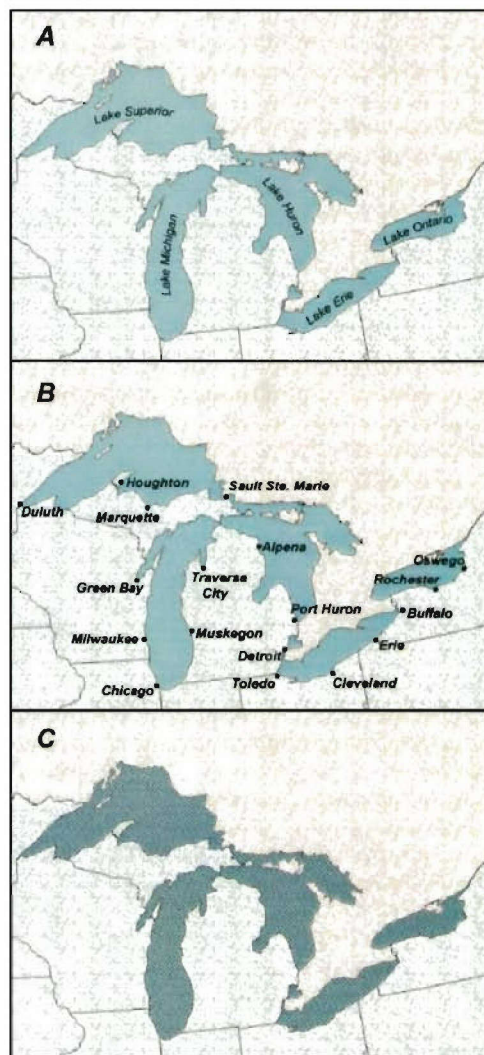 A
Lake Superior
Lake Michigan
Lake Huron
Lake Ontario
Lake Erie
B
Houghton
Sault Ste. Marie
Duluth
Marquette
Alpena
Oswego
Green Bay
Traverse
City
Rochester
Port Huron
Buffalo
Milwaukee
Muskegon
Erie
Detroit
Chicago
Toledo
Cleveland
C